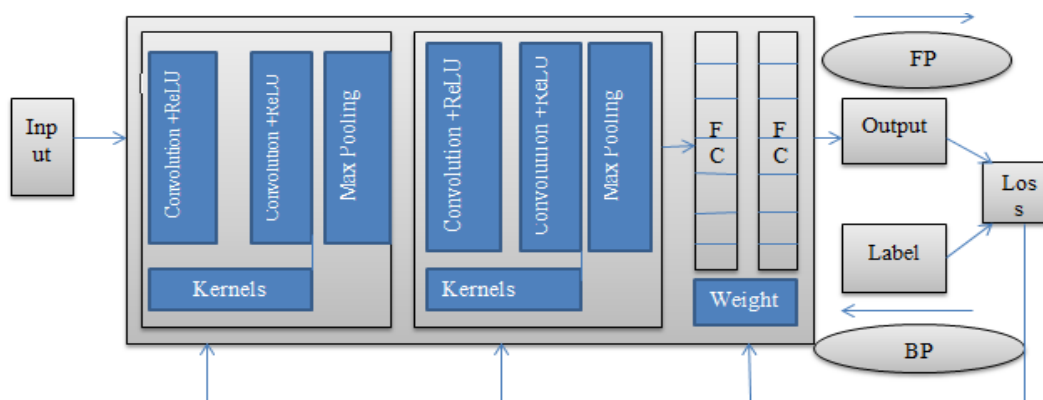 Inp
ut
Convolution +ReLU
Convolution +ReLU
Max Pooling
Kernels
Convolution +ReLU
Convolution +ReLU
Max Pooling
Kernels
F
C
F
C
Weight
FP
Output
Los
s
Label
BP